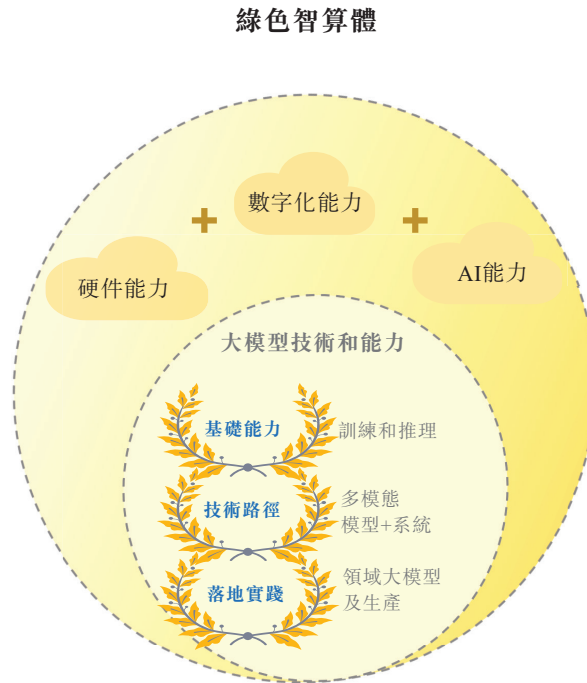 綠色智算體
數字化能力
硬件能力
AI能力
大模型技術和能力
基礎能力
訓練和推理
技術路徑
多模態
模型+系統
落地實踐
領域大模型
及生產